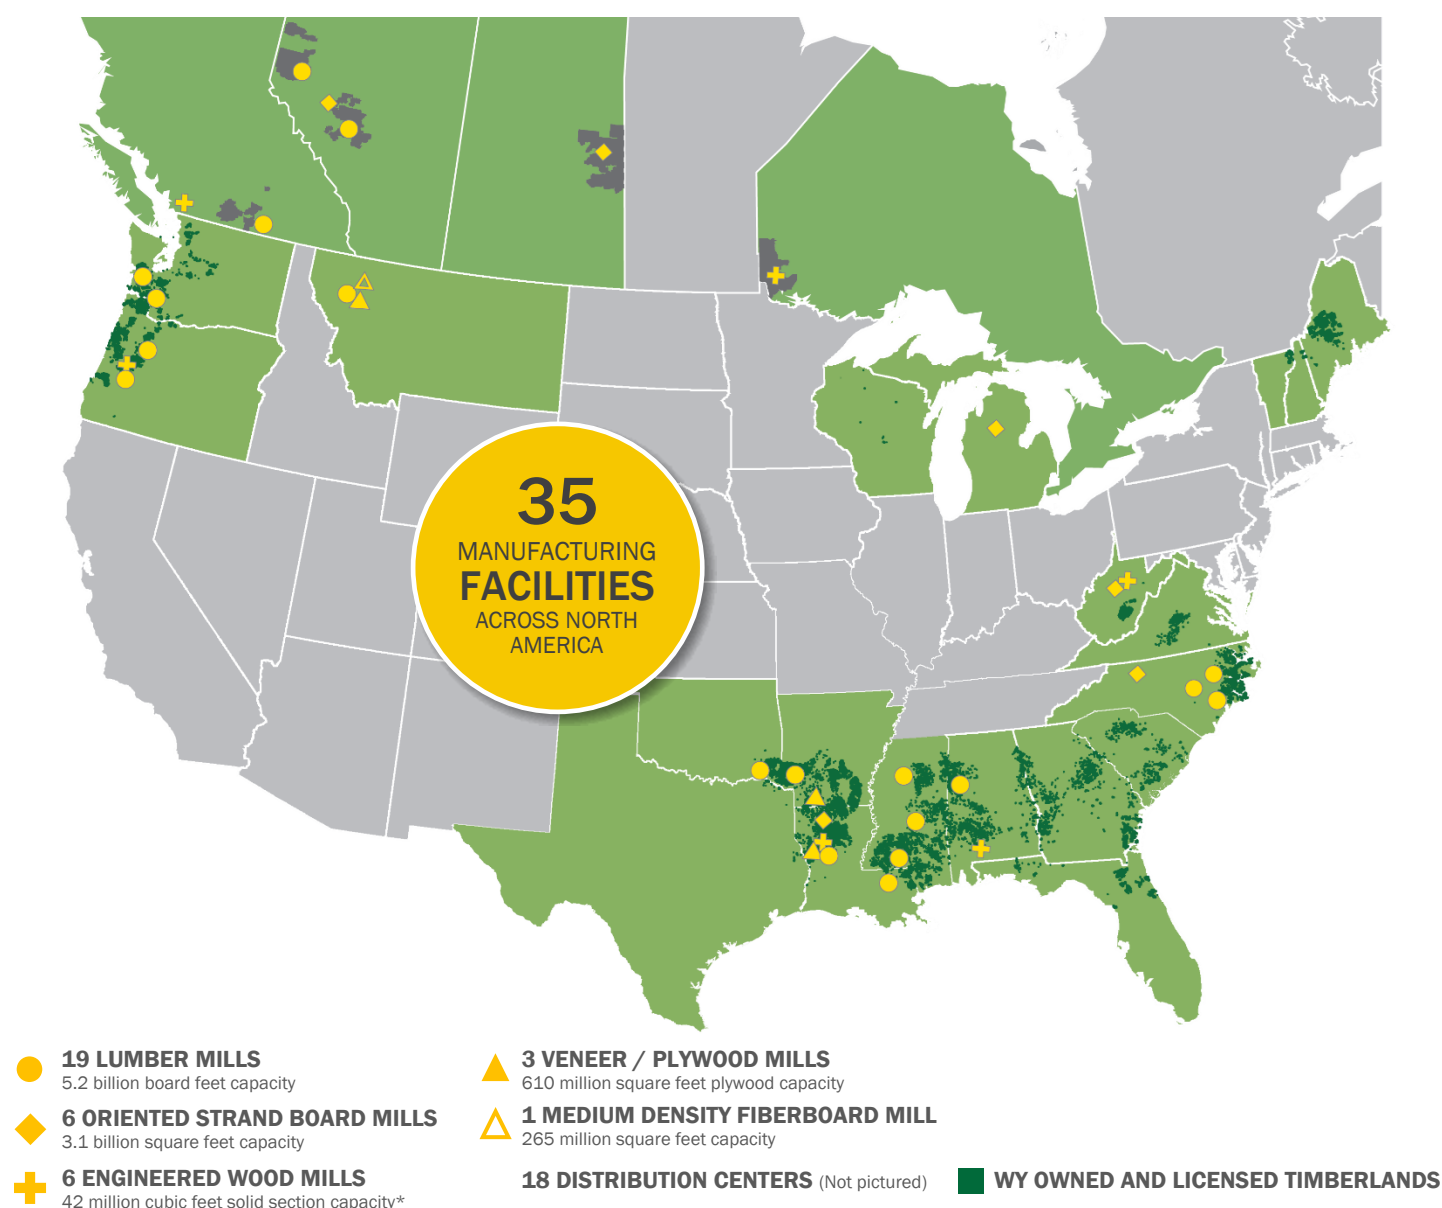 35
MANUFACTURING
FACILITIES
ACROSS NORTH
AMERICA
19 LUMBER MILLS
5.2 billion board feet capacity
6 ORIENTED STRAND BOARD MILLS
3.1 billion square feet capacity
6 ENGINEERED WOOD MILLS
42 million cubic feet solid section capacity*
3 VENEER / PLYWOOD MILLS
610 million square feet plywood capacity
1 MEDIUM DENSITY FIBERBOARD MILL
265 million square feet capacity
18 DISTRIBUTION CENTERS (Not pictured)
WY OWNED AND LICENSED TIMBERLANDS